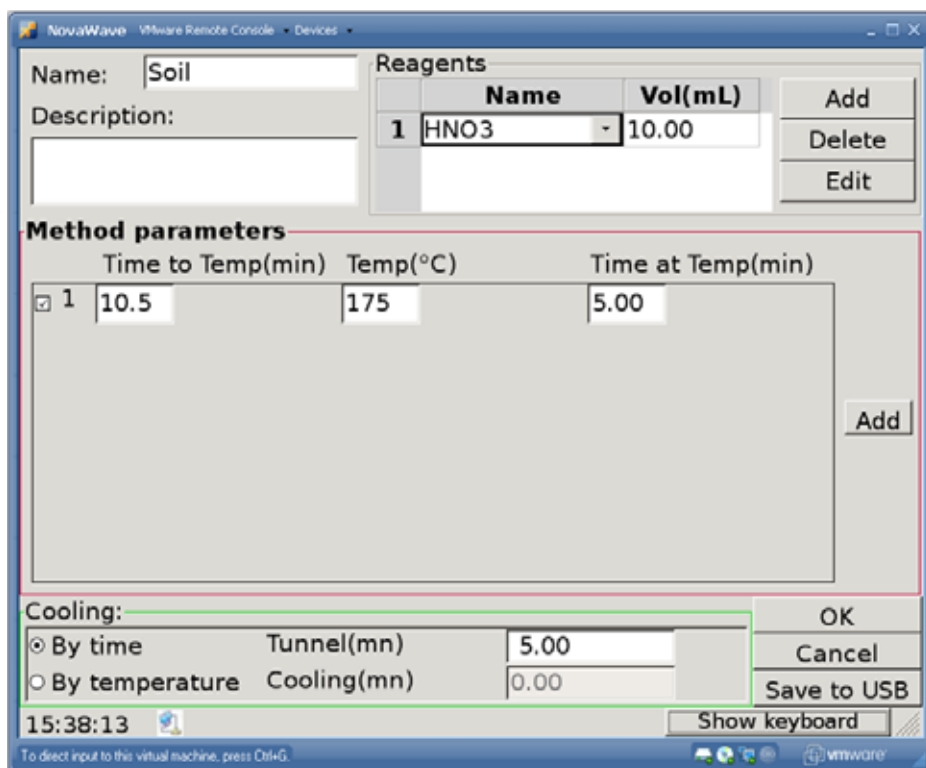 NovaWave VMware Remote Console Devices
Name: Soil
Description:
Reagents
Name Vol(mL)
1 HNO3 10.00
Add
Delete
Edit
Method parameters
Time to Temp(min) Temp(°C) Time at Temp(min)
1 10.5 175 5.00
Add
Cooling:
By time Tunnel(mn) 5.00
By temperature Cooling(mn) 0.00
OK
Cancel
Save to USB
15:38:13 Show keyboard
To direct input to this virtual machine, press Ctrl+G. vmware